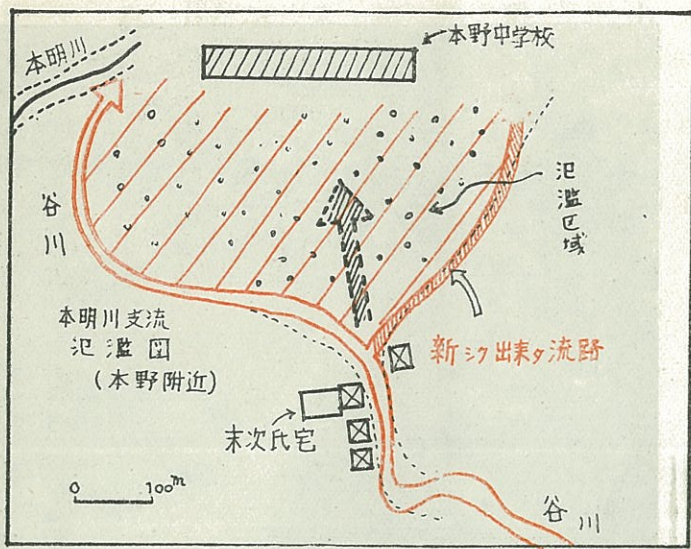 本明川
本野中学校
谷川
氾濫区域
本明川支流
氾濫図
(本野附近)
新シク出来タ流路
末次氏宅
0 100m
谷川